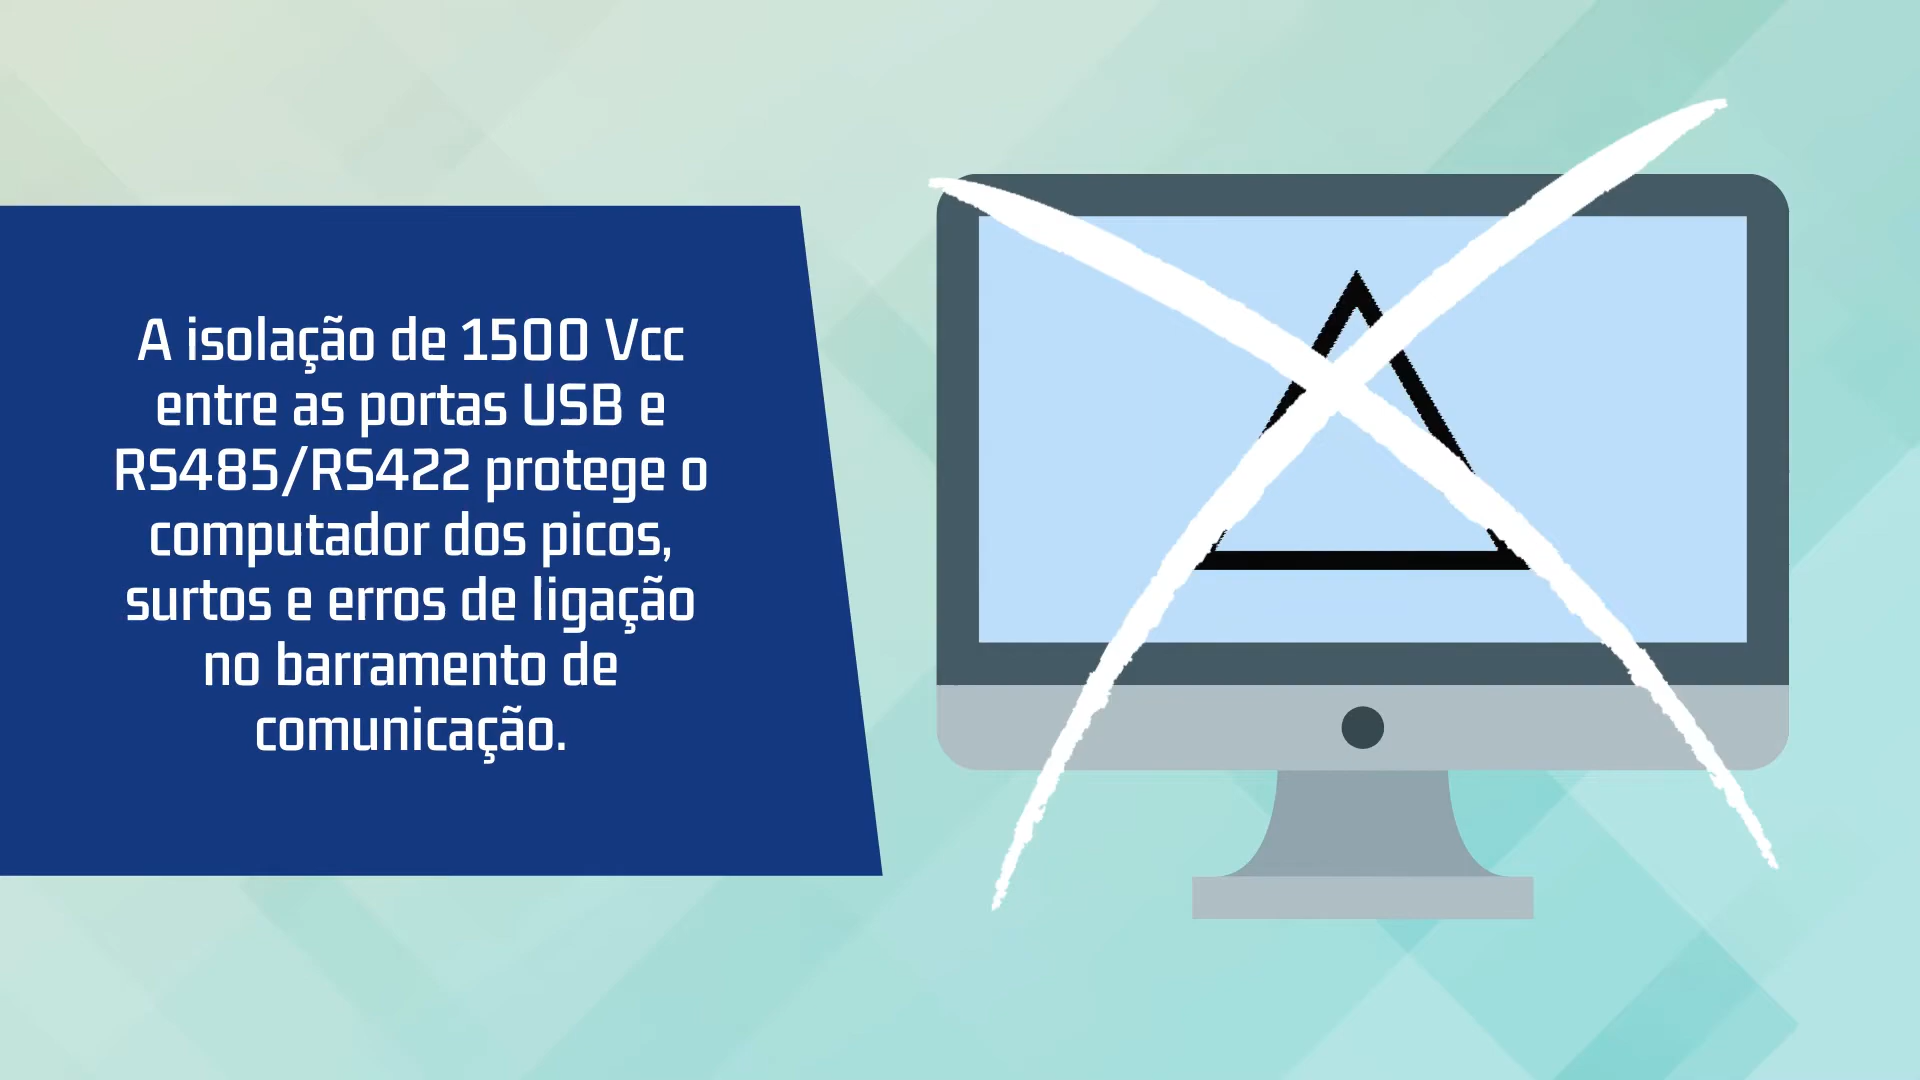 A isolação de 1500 Vcc
entre as portas USB e
RS485/RS422 protege o
computador dos picos,
surtos e erros de ligação
no barramento de
comunicação.